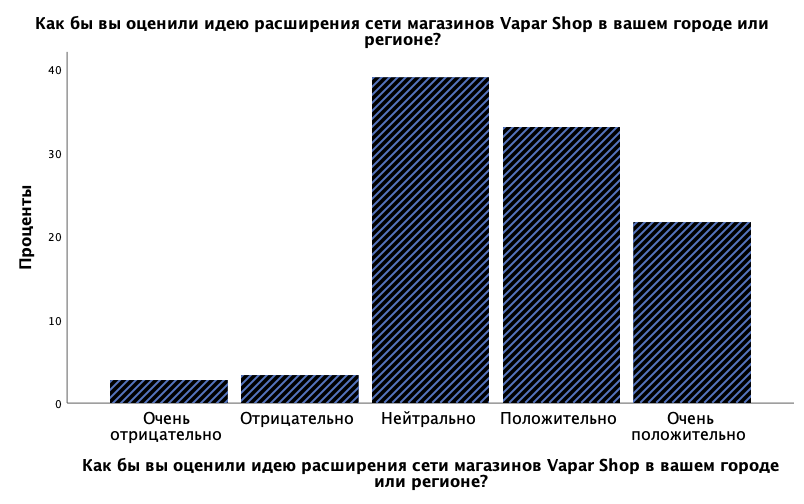 Как бы вы оценили идею расширения сети магазинов Vapar Shop в вашем городе или
регионе?
Проценты
40
30
20
10
0
Очень
отрицательно
Отрицательно
Нейтрально
Положительно
Очень
положительно
Как бы вы оценили идею расширения сети магазинов Vapar Shop в вашем городе
или регионе?